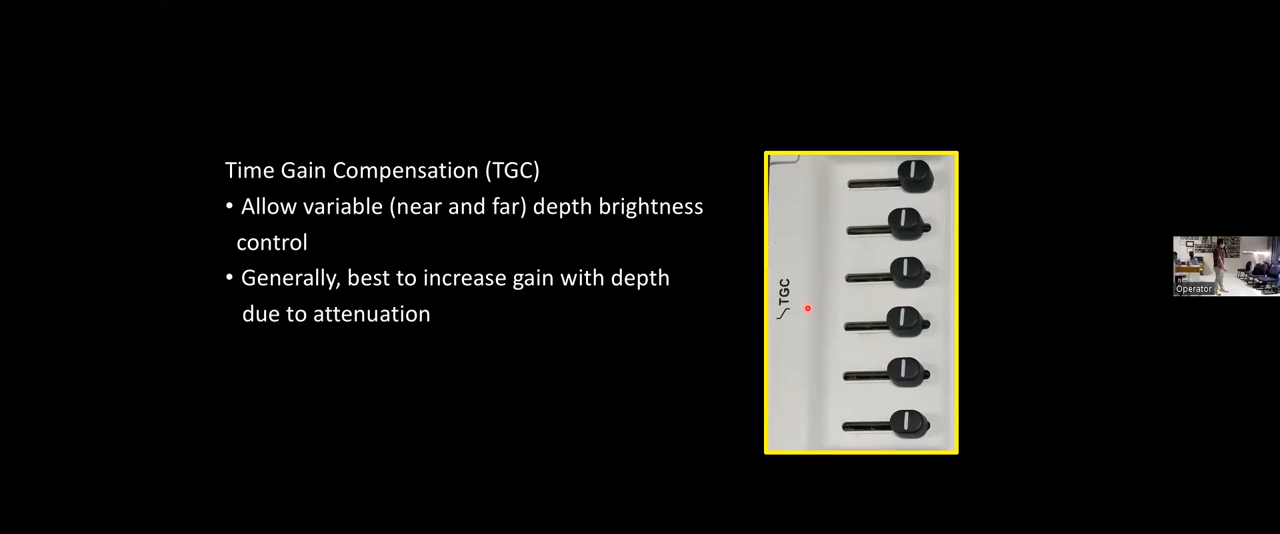 Time Gain Compensation (TGC)
• Allow variable (near and far) depth brightness
control
• Generally, best to increase gain with depth
due to attenuation
TGC
Operator